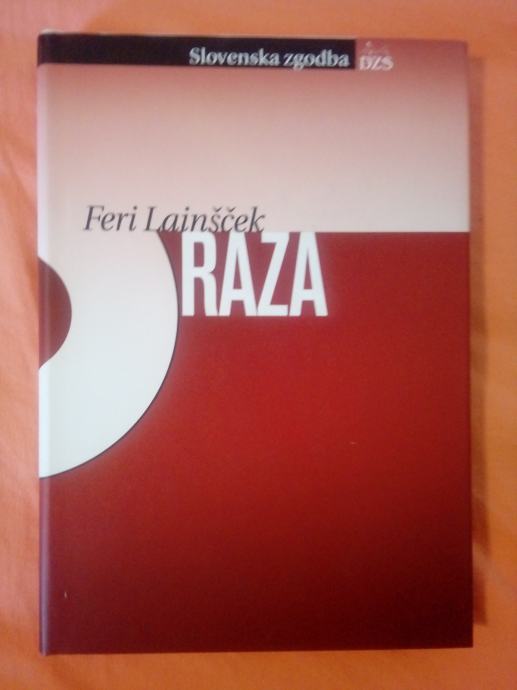 Slovenska zgodba DZS
Feri Lainšček
RAZA